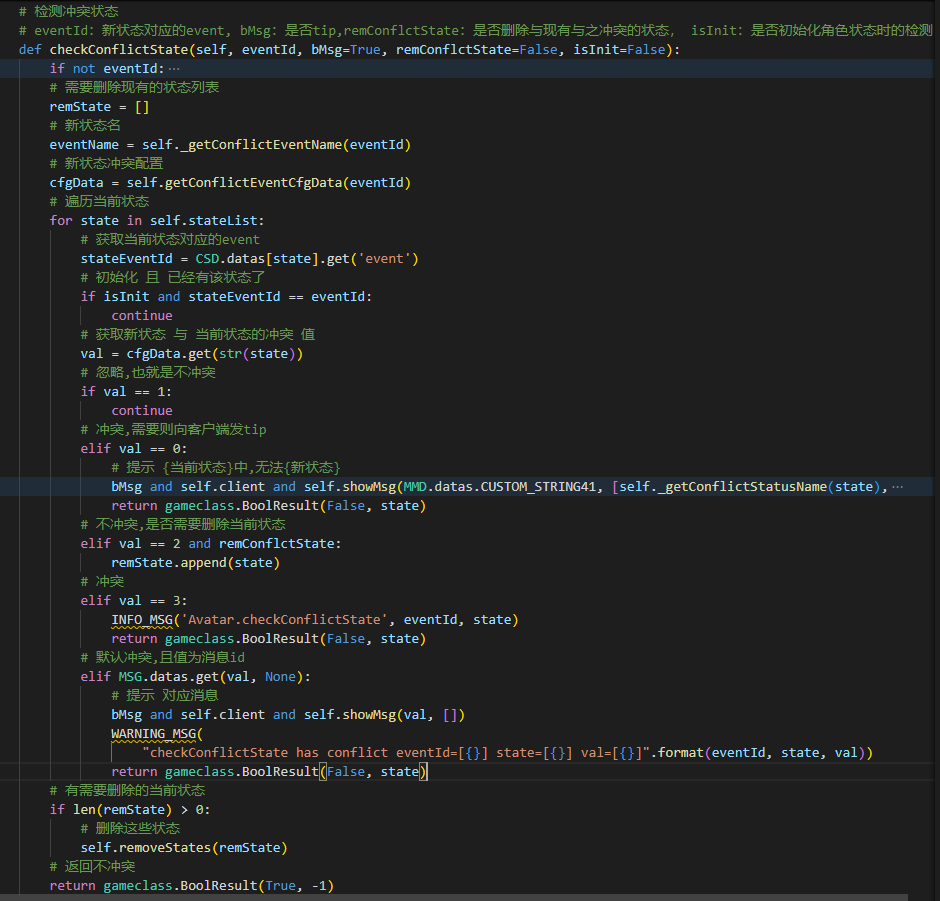 # 检测冲突状态
# eventId：新状态对应的event, bMsg：是否tip,remConflctState：是否删除与现有与之冲突的状态， isInit：是否初始化角色状态时的检测
def checkConflictState(self, eventId, bMsg=True, remConflctState=False, isInit=False):
    if not eventId:···
    # 需要删除现有的状态列表
    remState = []
    # 新状态名
    eventName = self._getConflictEventName(eventId)
    # 新状态冲突配置
    cfgData = self.getConflictEventCfgData(eventId)
    # 遍历当前状态
    for state in self.stateList:
        # 获取当前状态对应的event
        stateEventId = CSD.datas[state].get('event')
        # 初始化 且 已经有该状态了
        if isInit and stateEventId == eventId:
            continue
        # 获取新状态 与 当前状态的冲突 值
        val = cfgData.get(str(state))
        # 忽略,也就是不冲突
        if val == 1:
            continue
        # 冲突,需要则向客户端发tip
        elif val == 0:
            # 提示 {当前状态}中,无法{新状态}
            bMsg and self.client and self.showMsg(MMD.datas.CUSTOM_STRING41, [self._getConflictStatusName(state),···
            return gameclass.BoolResult(False, state)
        # 不冲突,是否需要删除当前状态
        elif val == 2 and remConflctState:
            remState.append(state)
        # 冲突
        elif val == 3:
            INFO_MSG('Avatar.checkConflictState', eventId, state)
            return gameclass.BoolResult(False, state)
        # 默认冲突,且值为消息id
        elif MSG.datas.get(val, None):
            # 提示 对应消息
            bMsg and self.client and self.showMsg(val, [])
            WARNING_MSG(
                "checkConflictState has conflict eventId=[{}] state=[{}] val=[{}]".format(eventId, state, val))
            return gameclass.BoolResult(False, state)
    # 有需要删除的当前状态
    if len(remState) > 0:
        # 删除这些状态
        self.removeStates(remState)
    # 返回不冲突
    return gameclass.BoolResult(True, -1)